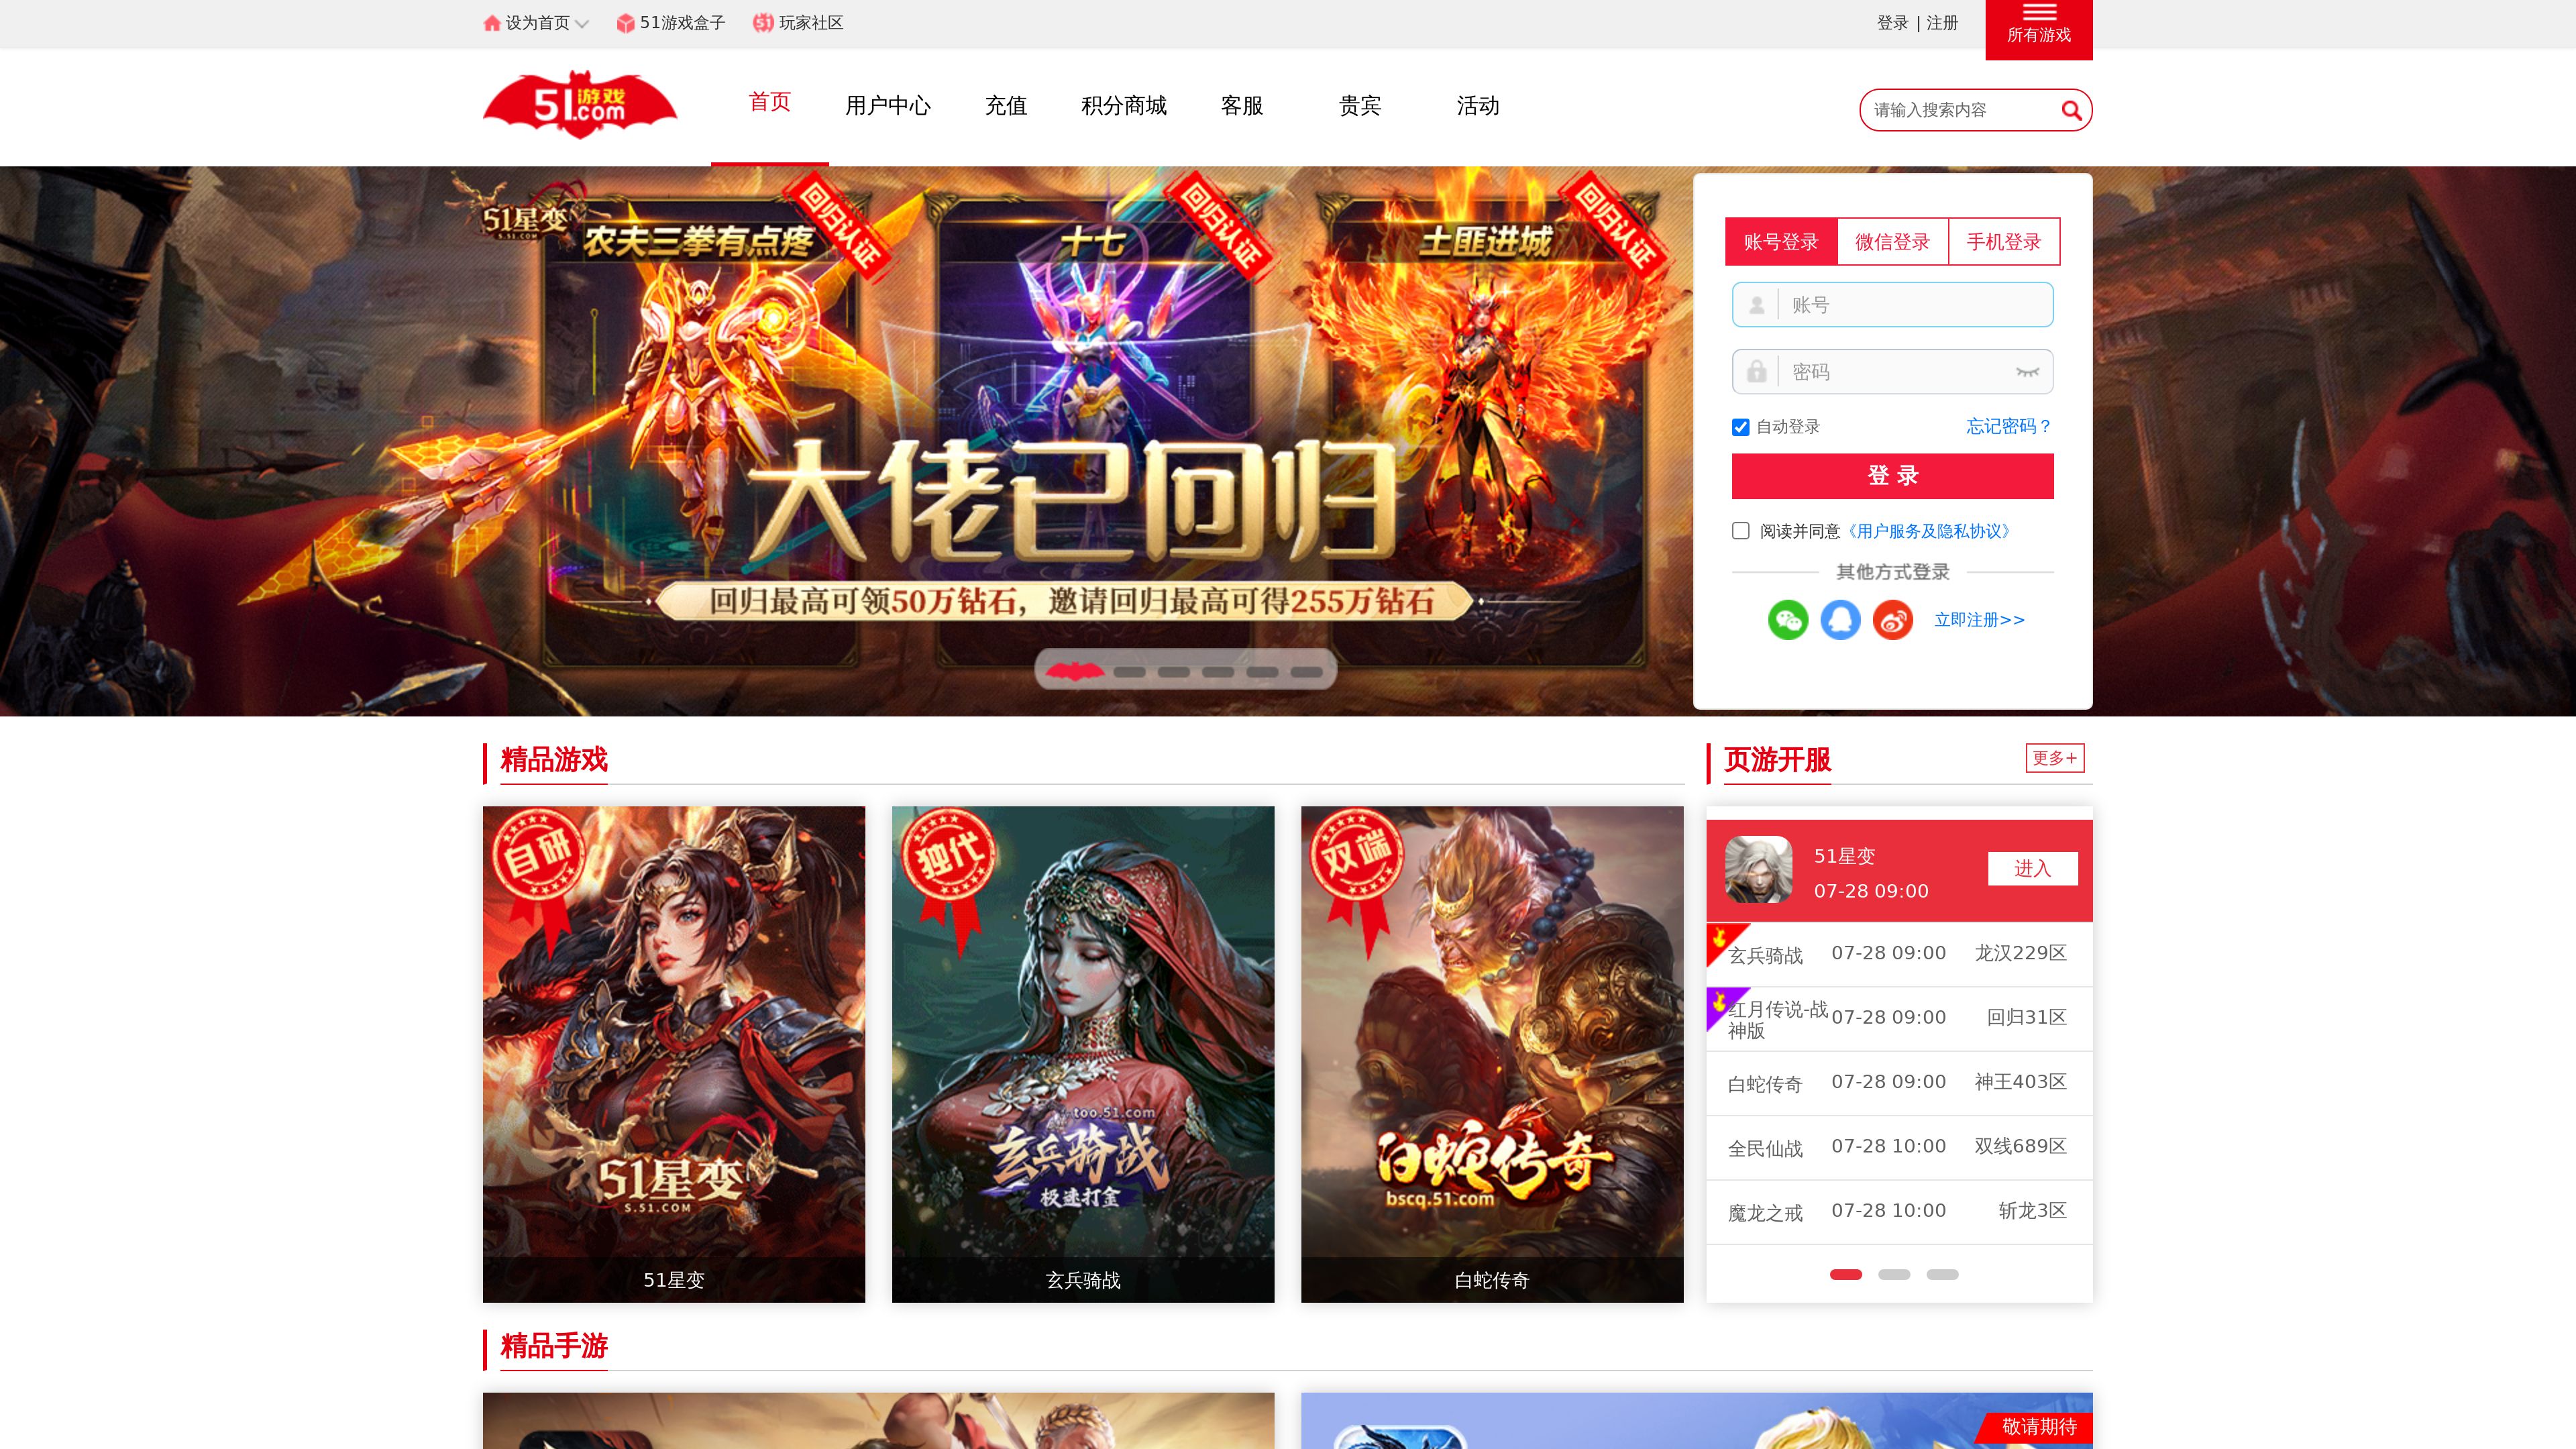 设为首页
51游戏盒子
玩家社区
登录 | 注册
所有游戏
51游戏.com
首页
用户中心
充值
积分商城
客服
贵宾
活动
请输入搜索内容
51星变
S.51.COM
农夫三拳有点疼
回归认证
十七
回归认证
土匪进城
回归认证
大佬已回归
回归最高可领50万钻石，邀请回归最高可得255万钻石
账号登录
微信登录
手机登录
账号
密码
自动登录
忘记密码？
登 录
阅读并同意《用户服务及隐私协议》
其他方式登录
立即注册>>
精品游戏
自研
51星变
S.51.COM
51星变
独代
too.51.com
玄兵骑战
极速打金
玄兵骑战
双端
白蛇传奇
bscq.51.com
白蛇传奇
页游开服
更多+
51星变
07-28 09:00
进入
玄兵骑战 07-28 09:00 龙汉229区
红月传说-战
神版 07-28 09:00 回归31区
白蛇传奇 07-28 09:00 神王403区
全民仙战 07-28 10:00 双线689区
魔龙之戒 07-28 10:00 斩龙3区
精品手游
敬请期待